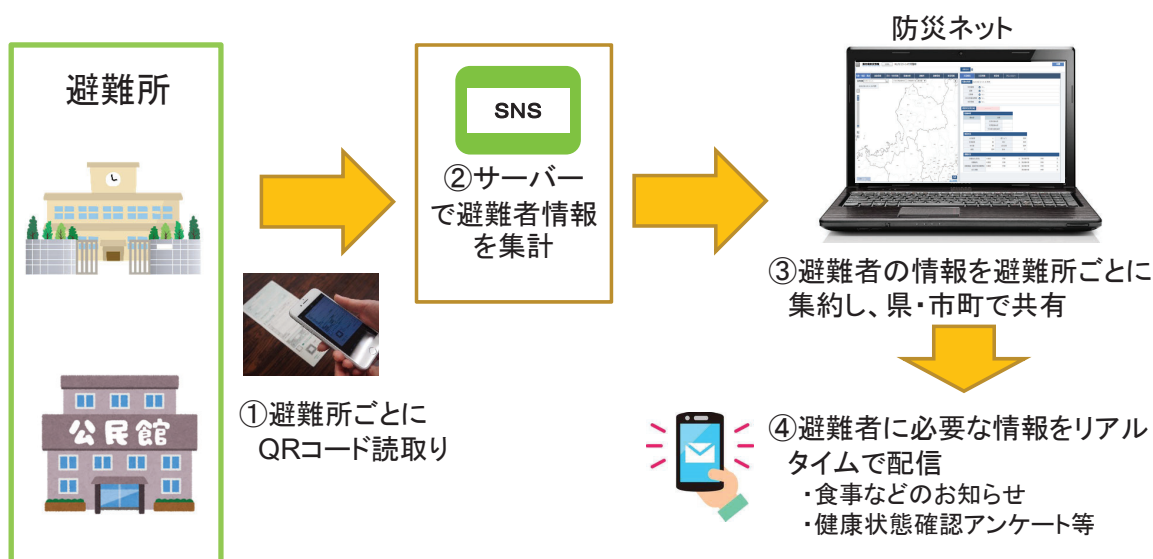 避難所
公民館
①避難所ごとに
QRコード読取り
SNS
②サーバー
で避難者情報
を集計
防災ネット
③避難者の情報を避難所ごとに
集約し、県・市町で共有
④避難者に必要な情報をリアル
タイムで配信
・食事などのお知らせ
・健康状態確認アンケート等